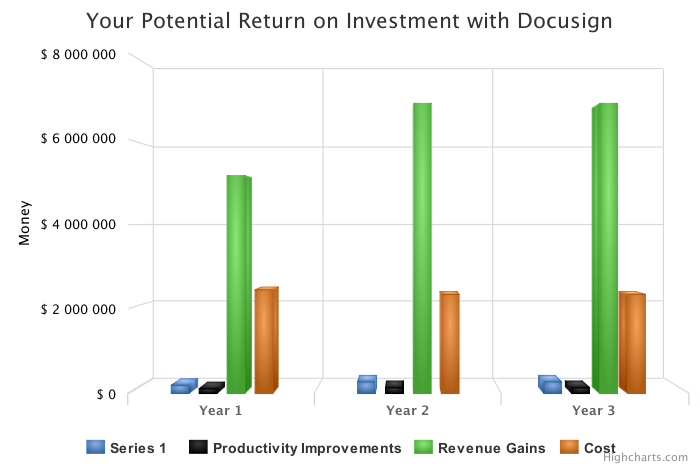 Your Potential Return on Investment with Docusign
$ 8 000 000
$ 6 000 000
$ 4 000 000
$ 2 000 000
$ 0
Money
Year 1
Year 2
Year 3
Series 1
Productivity Improvements
Revenue Gains
Cost
Highcharts.com